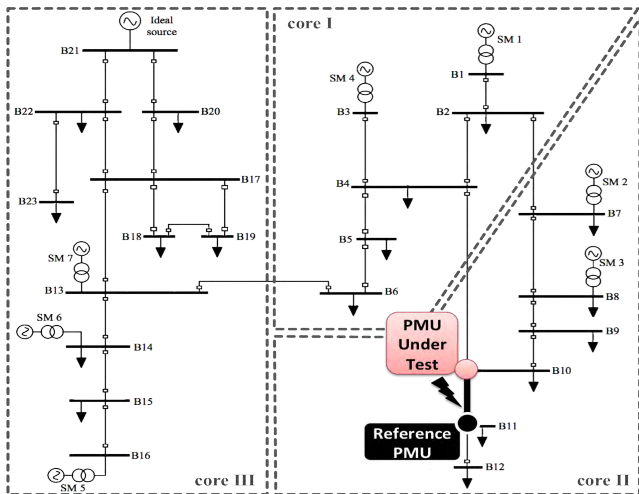 Ideal
source
core I
SM 1
B21
SM 4
B1
B22
B20
B3
B2
SM 2
B17
B4
B23
B7
B18
B19
B5
SM 3
SM 7
B13
B6
B8
SM 6
PMU
Under
Test
B9
B14
B10
B15
Reference
PMU
B11
B16
B12
SM 5
core III
core II